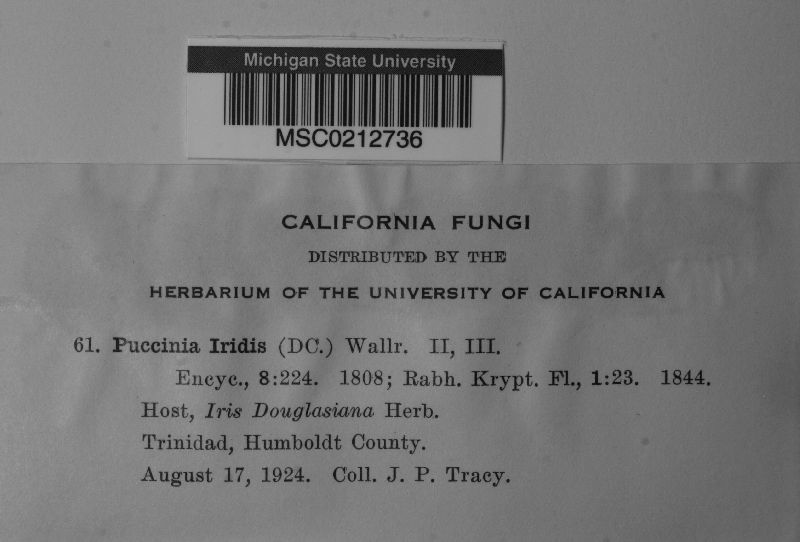 Michigan State University
MSC0212736
CALIFORNIA FUNGI
DISTRIBUTED BY THE
HERBARIUM OF THE UNIVERSITY OF CALIFORNIA
61. Puccinia Iridis (DC.) Wallr. II, III.
Encyc., 8:224. 1808; Rabh. Krypt. Fl., 1:23. 1844.
Host, Iris Douglasiana Herb.
Trinidad, Humboldt County.
August 17, 1924. Coll. J. P. Tracy.